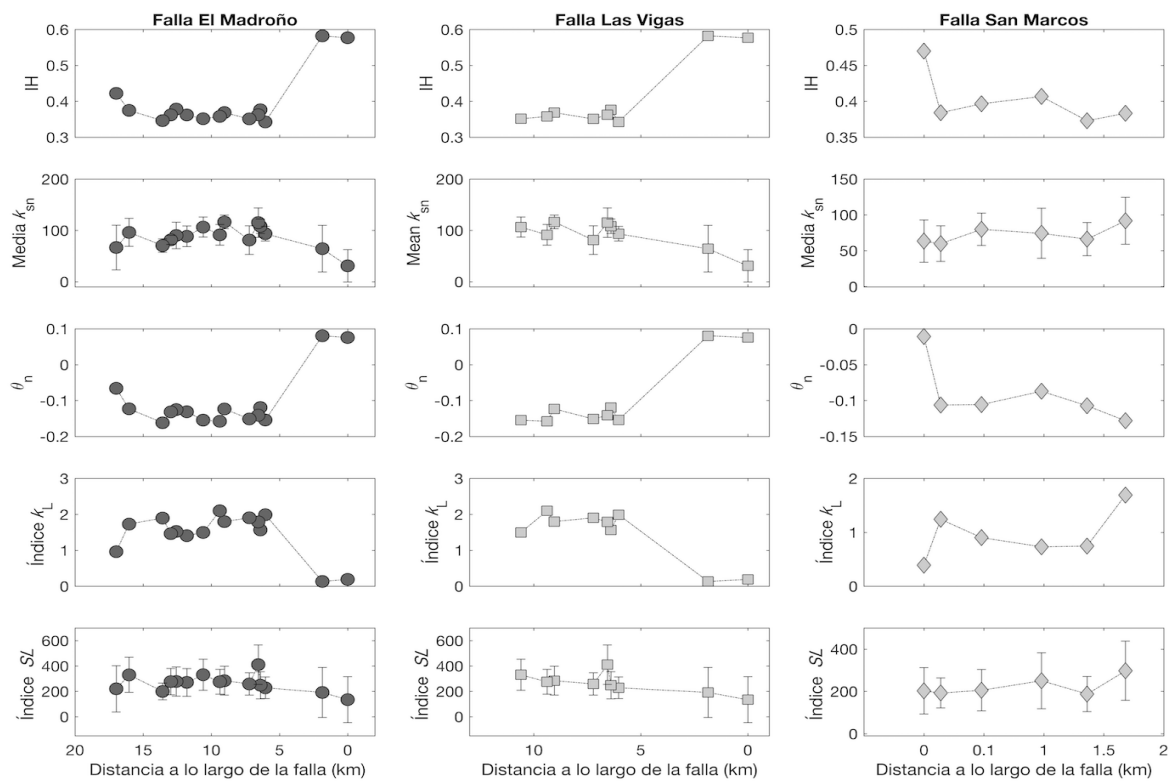 Falla El Madroño
Falla Las Vigas
Falla San Marcos
0.6
0.5
0.4
0.3
IH
0.6
0.5
0.4
0.3
IH
0.5
0.45
0.4
0.35
IH
200
100
0
Media ksn
200
100
0
Mean ksn
150
100
50
0
Media ksn
0.1
0
-0.1
-0.2
θn
0.1
0
-0.1
-0.2
θn
0
-0.05
-0.1
-0.15
θn
3
2
1
0
Índice kL
3
2
1
0
Índice kL
2
1
0
Índice kL
600
400
200
0
Índice SL
600
400
200
0
Índice SL
400
200
0
Índice SL
20 15 10 5 0
10 5 0
0 0.1 1 1.5 2
Distancia a lo largo de la falla (km)
Distancia a lo largo de la falla (km)
Distancia a lo largo de la falla (km)